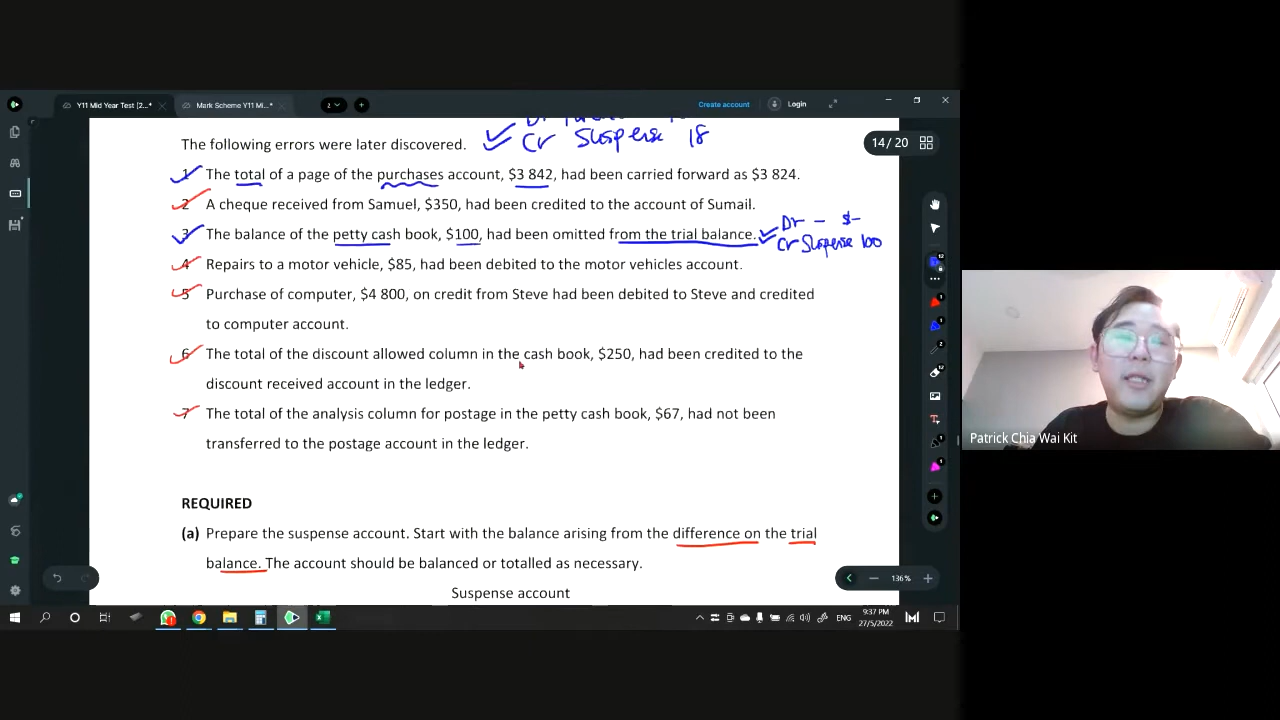 Y11 Mid Year Test (2...*
Mark Scheme Y11 Mi...*
2
Create account
Login
Cr Suspense 18
The following errors were later discovered.
14 / 20
1 The total of a page of the purchases account, $3 842, had been carried forward as $3 824.
2 A cheque received from Samuel, $350, had been credited to the account of Sumail.
Dr – $–
3 The balance of the petty cash book, $100, had been omitted from the trial balance.
Cr Suspense 100
4 Repairs to a motor vehicle, $85, had been debited to the motor vehicles account.
5 Purchase of computer, $4 800, on credit from Steve had been debited to Steve and credited
to computer account.
6 The total of the discount allowed column in the cash book, $250, had been credited to the
discount received account in the ledger.
7 The total of the analysis column for postage in the petty cash book, $67, had not been
transferred to the postage account in the ledger.
REQUIRED
(a) Prepare the suspense account. Start with the balance arising from the difference on the trial
balance. The account should be balanced or totalled as necessary.
Suspense account
136%
Patrick Chia Wai Kit
ENG
9:37 PM
27/5/2022